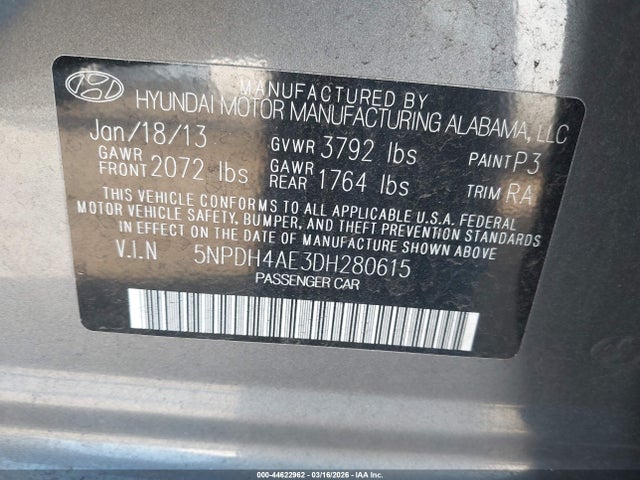 MANUFACTURED BY
HYUNDAI MOTOR MANUFACTURING ALABAMA, LLC
Jan/18/13 GVWR 3792 lbs PAINT P3
GAWR FRONT 2072 lbs GAWR REAR 1764 lbs TRIM RA
THIS VEHICLE CONFORMS TO ALL APPLICABLE U.S.A. FEDERAL
MOTOR VEHICLE SAFETY, BUMPER, AND THEFT PREVENTION STANDARDS
IN EFFECT ON THE DATE OF MANUFACTURE SHOWN ABOVE
V.I.N 5NPDH4AE3DH280615
PASSENGER CAR
000-44622962 - 03/16/2026 - IAA Inc.